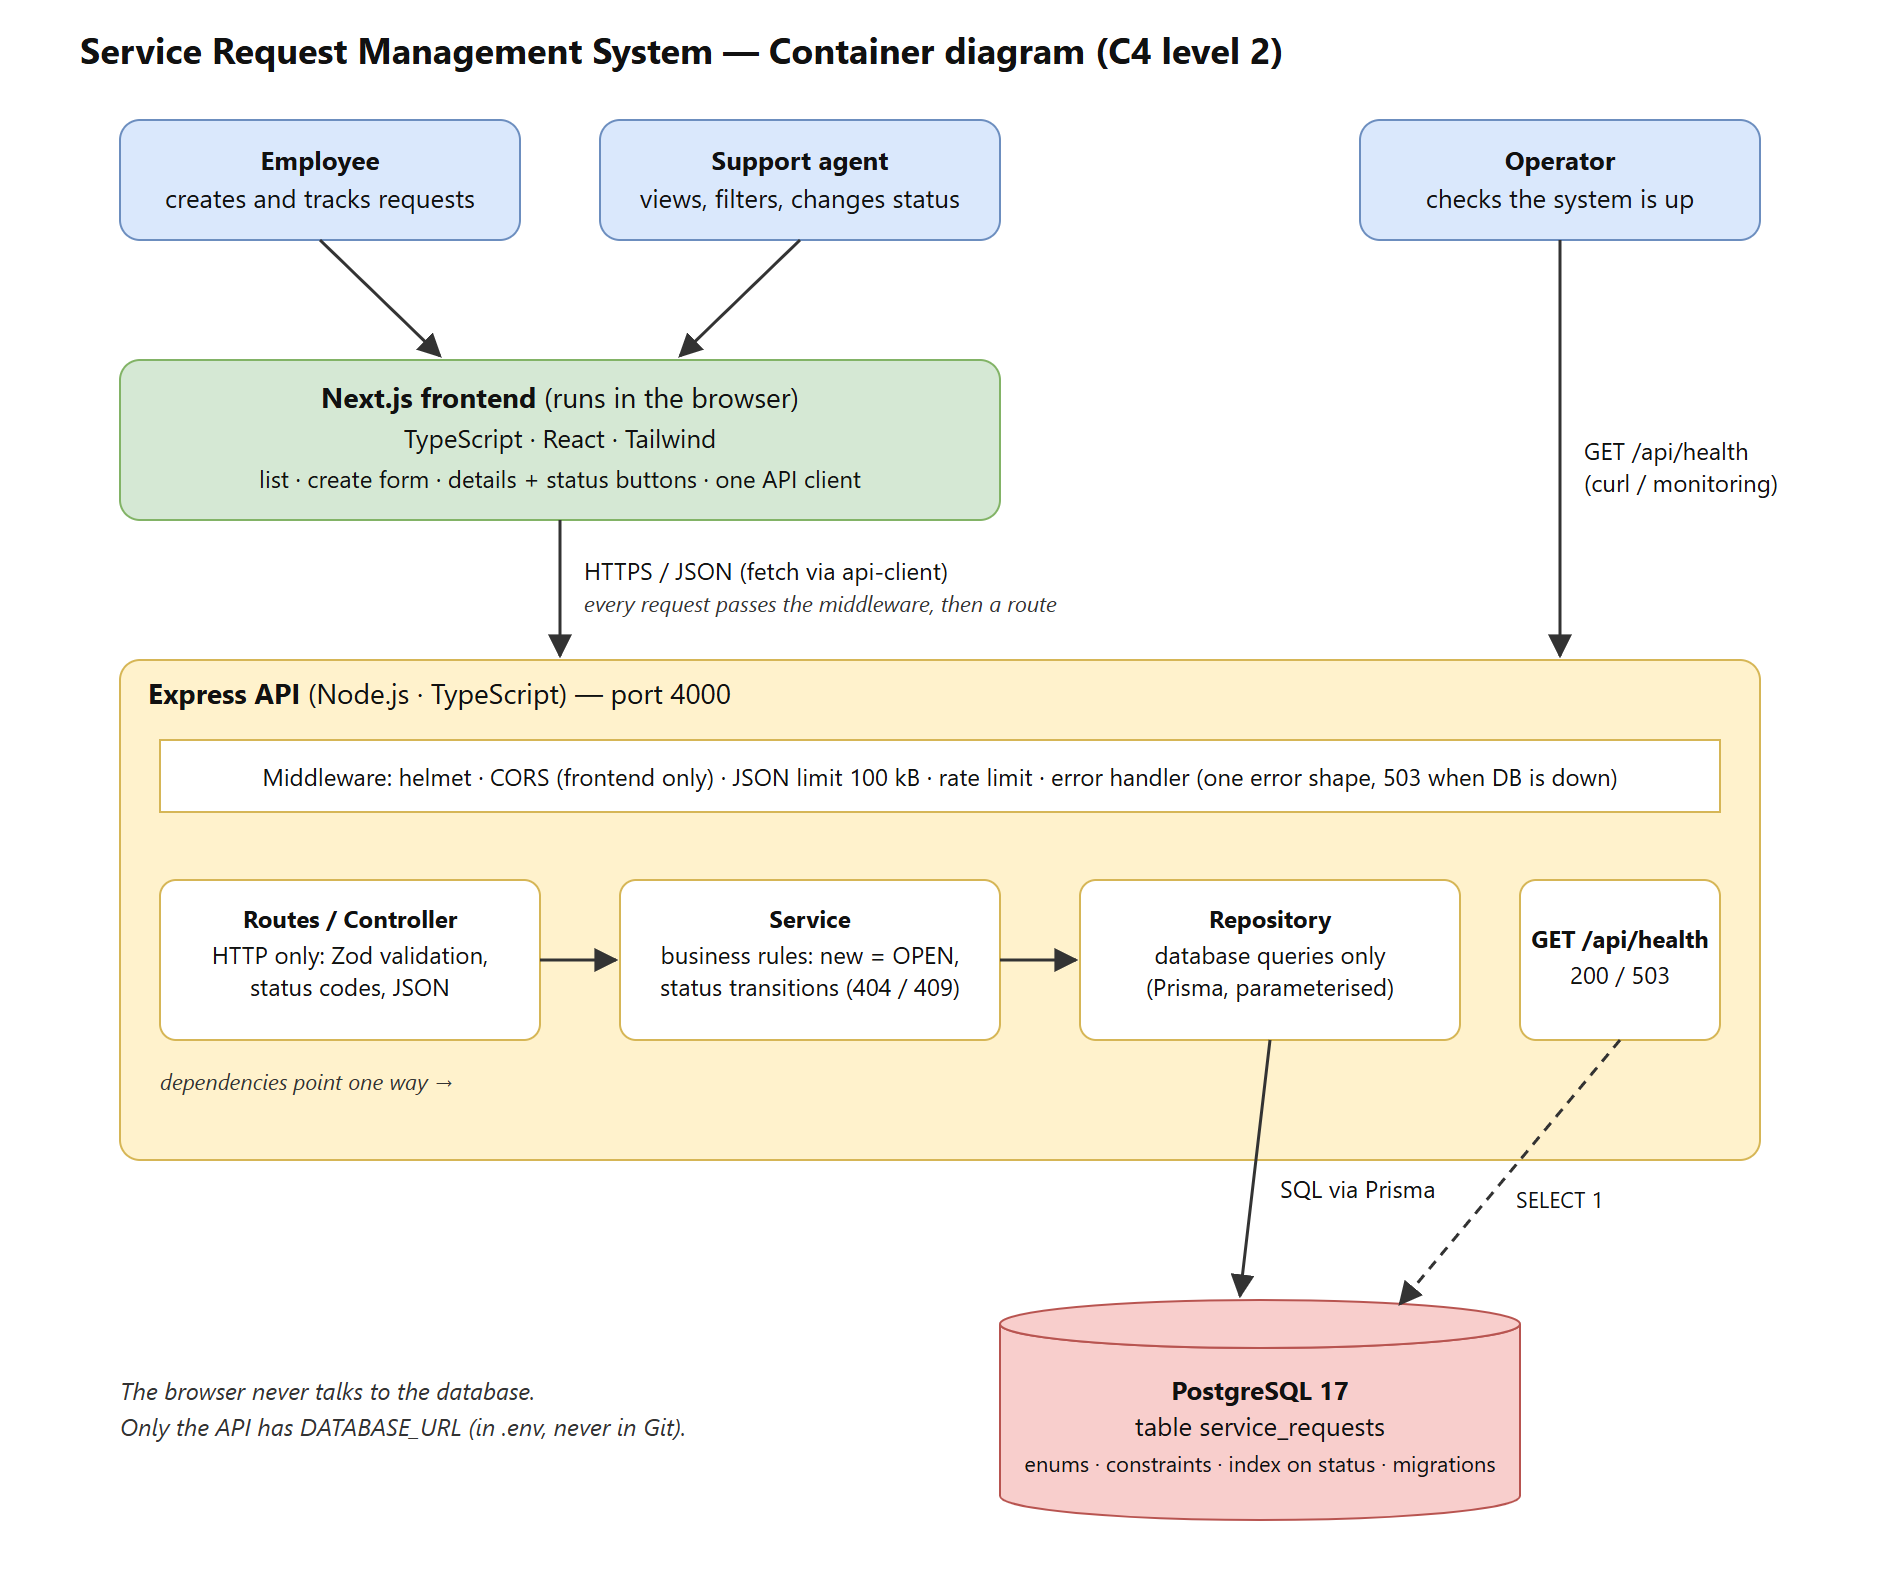 Service Request Management System — Container diagram (C4 level 2)
Employee
creates and tracks requests
Support agent
views, filters, changes status
Operator
checks the system is up
Next.js frontend (runs in the browser)
TypeScript · React · Tailwind
list · create form · details + status buttons · one API client
GET /api/health
(curl / monitoring)
HTTPS / JSON (fetch via api-client)
every request passes the middleware, then a route
Express API (Node.js · TypeScript) — port 4000
Middleware: helmet · CORS (frontend only) · JSON limit 100 kB · rate limit · error handler (one error shape, 503 when DB is down)
Routes / Controller
HTTP only: Zod validation,
status codes, JSON
Service
business rules: new = OPEN,
status transitions (404 / 409)
Repository
database queries only
(Prisma, parameterised)
GET /api/health
200 / 503
dependencies point one way →
SQL via Prisma
SELECT 1
The browser never talks to the database.
Only the API has DATABASE_URL (in .env, never in Git).
PostgreSQL 17
table service_requests
enums · constraints · index on status · migrations